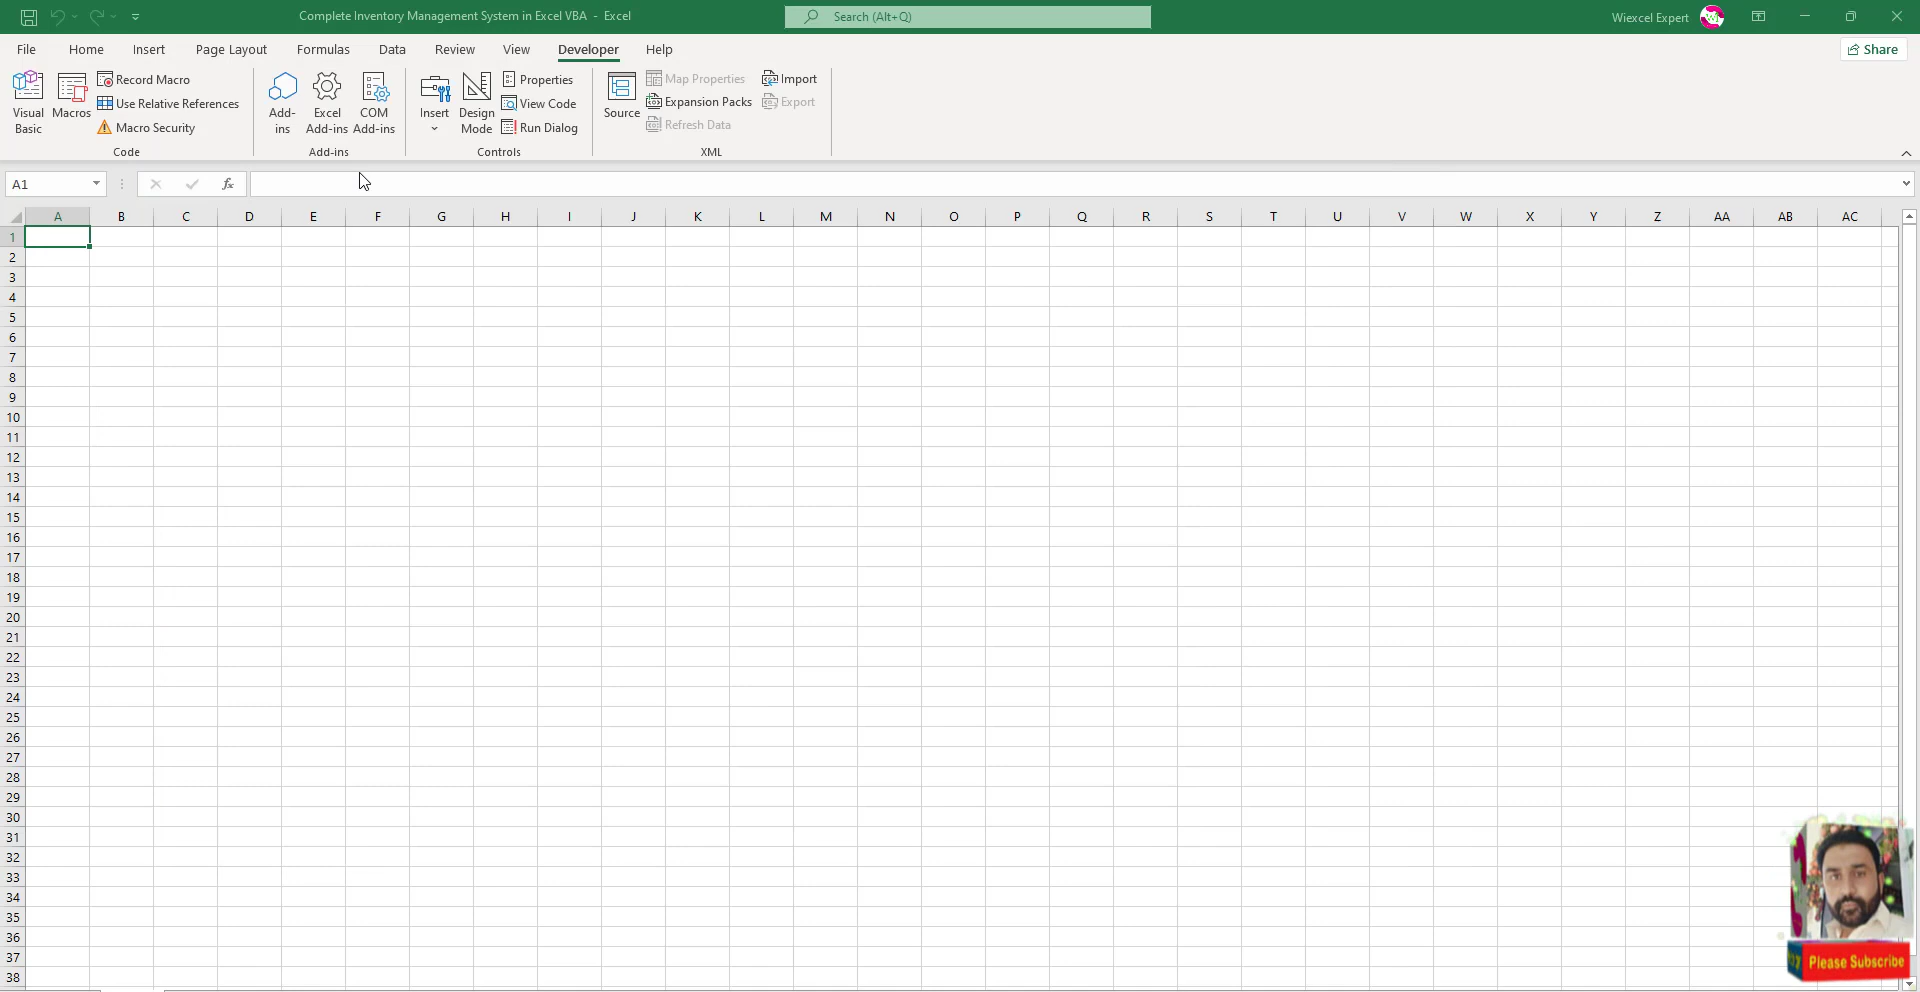 Complete Inventory Management System in Excel VBA - Excel
Search (Alt+Q)
Wiexcel Expert
File Home Insert Page Layout Formulas Data Review View Developer Help
Share
Visual Basic
Macros
Record Macro
Use Relative References
Macro Security
Code
Add-ins
Excel Add-ins
COM Add-ins
Add-ins
Insert
Design Mode
Properties
View Code
Run Dialog
Controls
Source
Map Properties
Expansion Packs
Refresh Data
Import
Export
XML
A1
fx
A B C D E F G H I J K L M N O P Q R S T U V W X Y Z AA AB AC
1
2
3
4
5
6
7
8
9
10
11
12
13
14
15
16
17
18
19
20
21
22
23
24
25
26
27
28
29
30
31
32
33
34
35
36
37
38
Please Subscribe